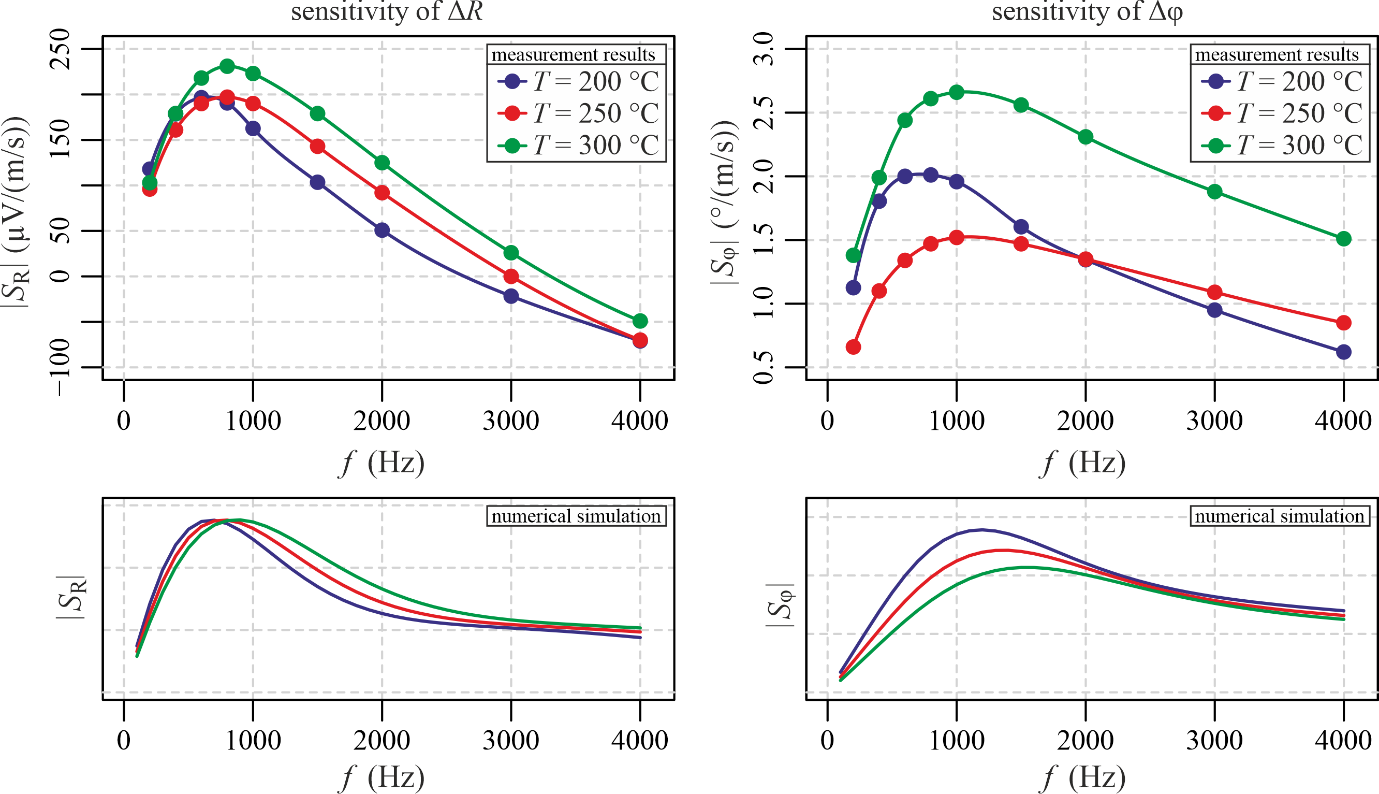 sensitivity of ΔR
|S_R| (μV/(m/s))
250
150
50
0
−100
measurement results
T = 200 °C
T = 250 °C
T = 300 °C
0 1000 2000 3000 4000
f (Hz)
sensitivity of Δφ
|S_φ| (°/(m/s))
3.0
2.5
2.0
1.5
1.0
0.5
measurement results
T = 200 °C
T = 250 °C
T = 300 °C
0 1000 2000 3000 4000
f (Hz)
|S_R|
numerical simulation
0 1000 2000 3000 4000
f (Hz)
|S_φ|
numerical simulation
0 1000 2000 3000 4000
f (Hz)